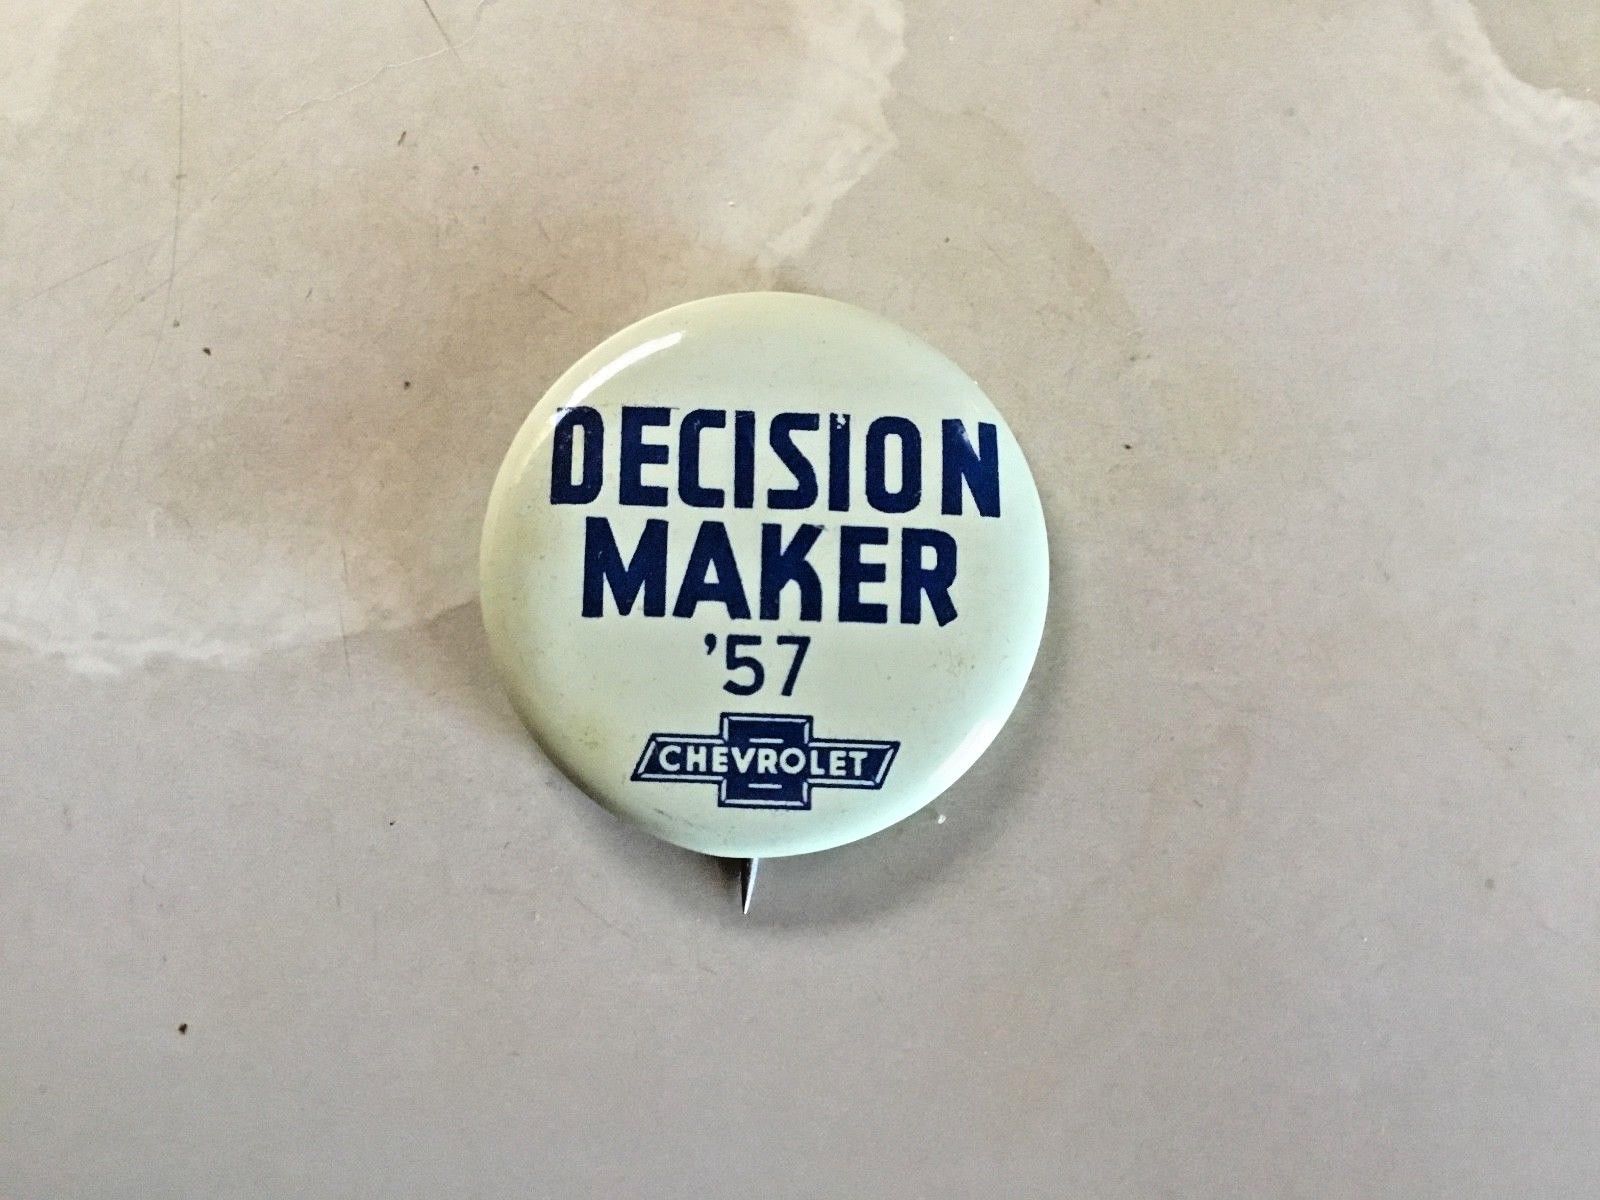 DECISION
MAKER
'57
CHEVROLET